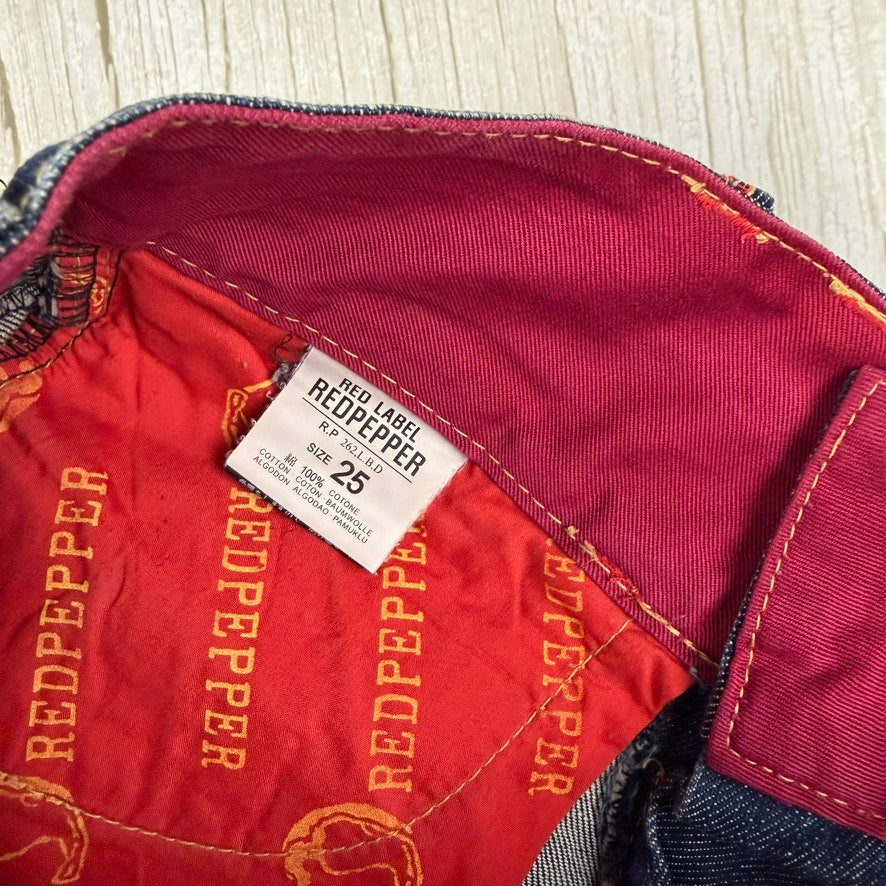 RED LABEL
REDPEPPER
R.P 262.L.B.D
SIZE 25
綿 100% COTONE
COTTON COTON BAUMWOLLE
ALGODON ALGODAO PAMUKLU
REDPEPPER
REDPEPPER
REDPEPPER
REDPEPPER